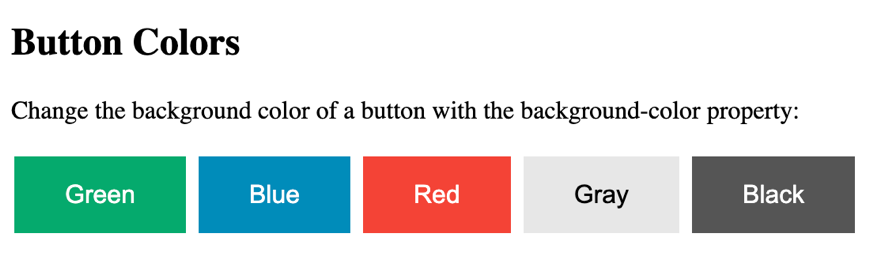 Button Colors
Change the background color of a button with the background-color property:
Green Blue Red Gray Black